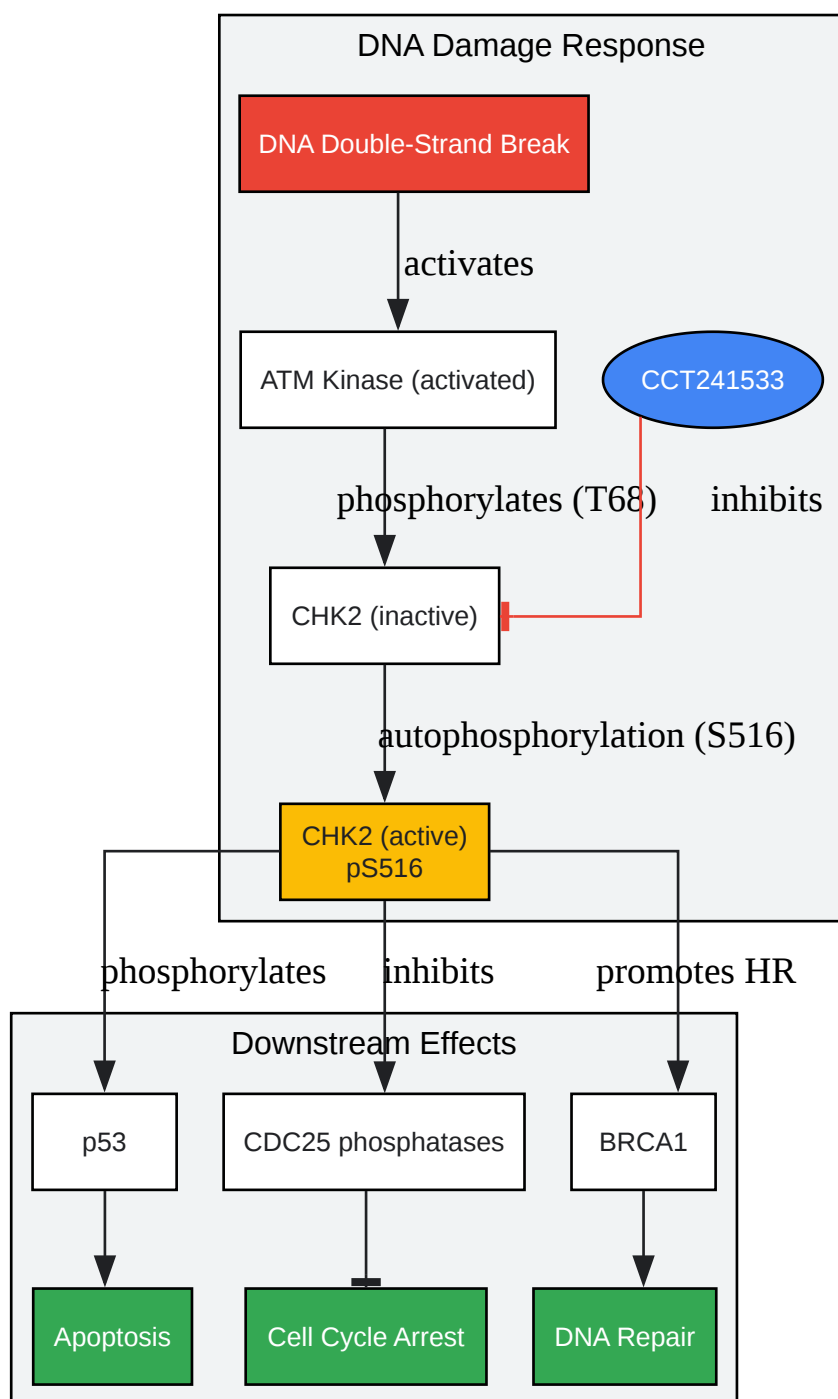 DNA Damage Response
DNA Double-Strand Break
activates
ATM Kinase (activated)
CCT241533
phosphorylates (T68)
inhibits
CHK2 (inactive)
autophosphorylation (S516)
CHK2 (active)
pS516
phosphorylates
inhibits
promotes HR
Downstream Effects
p53
CDC25 phosphatases
BRCA1
Apoptosis
Cell Cycle Arrest
DNA Repair